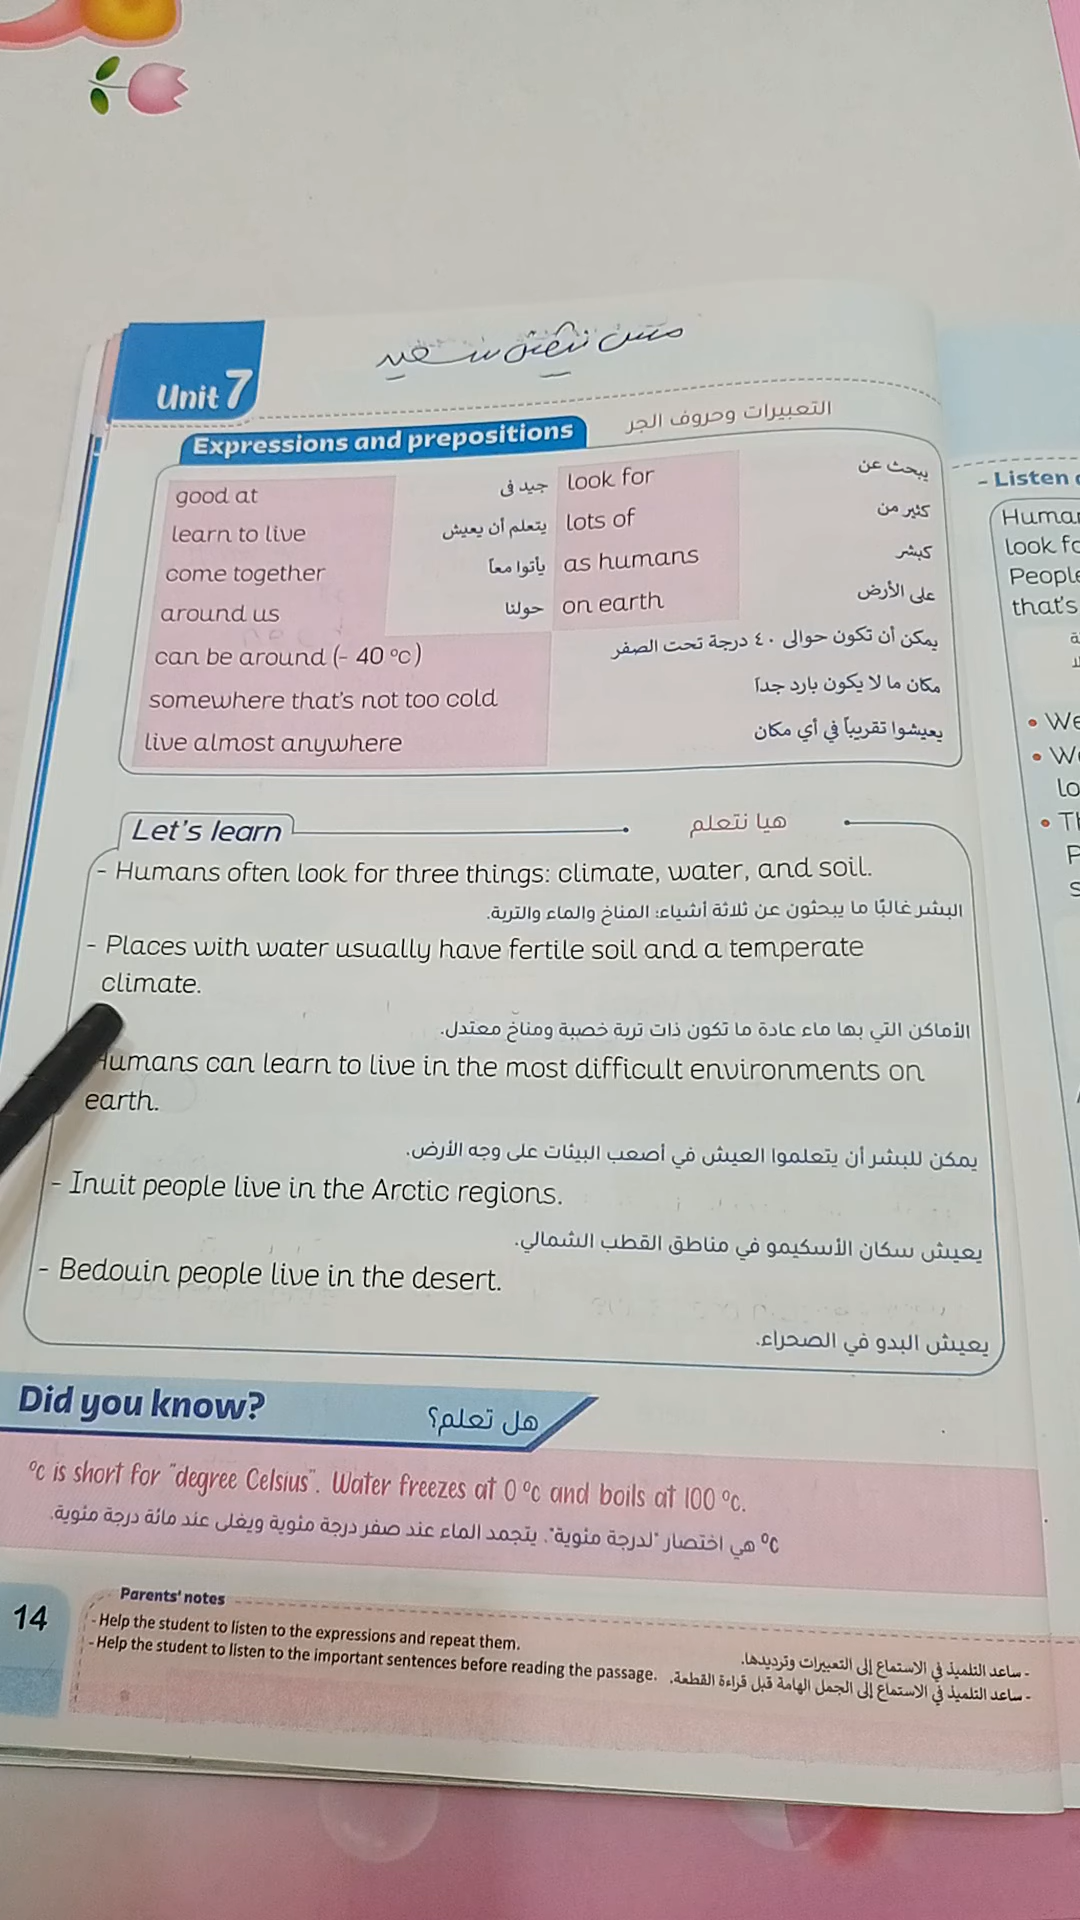 Unit 7
Expressions and prepositions التعبيرات وحروف الجر
good at جيد في look for يبحث عن
learn to live يتعلم أن يعيش lots of كثير من
come together يأتوا معاً as humans كبشر
around us حولنا on earth على الأرض
can be around (- 40 °C) يمكن أن تكون حوالى ٤٠ درجة تحت الصفر
somewhere that's not too cold مكان ما لا يكون بارد جداً
live almost anywhere يعيشوا تقريباً في أي مكان
Let's learn هيا نتعلم
- Humans often look for three things: climate, water, and soil.
البشر غالبًا ما يبحثون عن ثلاثة أشياء: المناخ والماء والتربة.
- Places with water usually have fertile soil and a temperate
climate.
الأماكن التي بها ماء عادة ما تكون ذات تربة خصبة ومناخ معتدل.
Humans can learn to live in the most difficult environments on
earth.
يمكن للبشر أن يتعلموا العيش في أصعب البيئات على وجه الأرض.
- Inuit people live in the Arctic regions.
يعيش سكان الأسكيمو في مناطق القطب الشمالي.
- Bedouin people live in the desert.
يعيش البدو في الصحراء.
Did you know? هل تعلم؟
°C is short for "degree Celsius". Water freezes at 0 °C and boils at 100 °C.
°C هي اختصار "لدرجة مئوية". يتجمد الماء عند صفر درجة مئوية ويغلى عند مائة درجة مئوية.
14
Parents' notes
- Help the student to listen to the expressions and repeat them.
- ساعد التلميذ في الاستماع إلى التعبيرات وترديدها.
- Help the student to listen to the important sentences before reading the passage.
- ساعد التلميذ في الاستماع إلى الجمل الهامة قبل قراءة القطعة.
- Listen
Humar
look fo
People
that's
• We
• W
lo
• Th
P
s